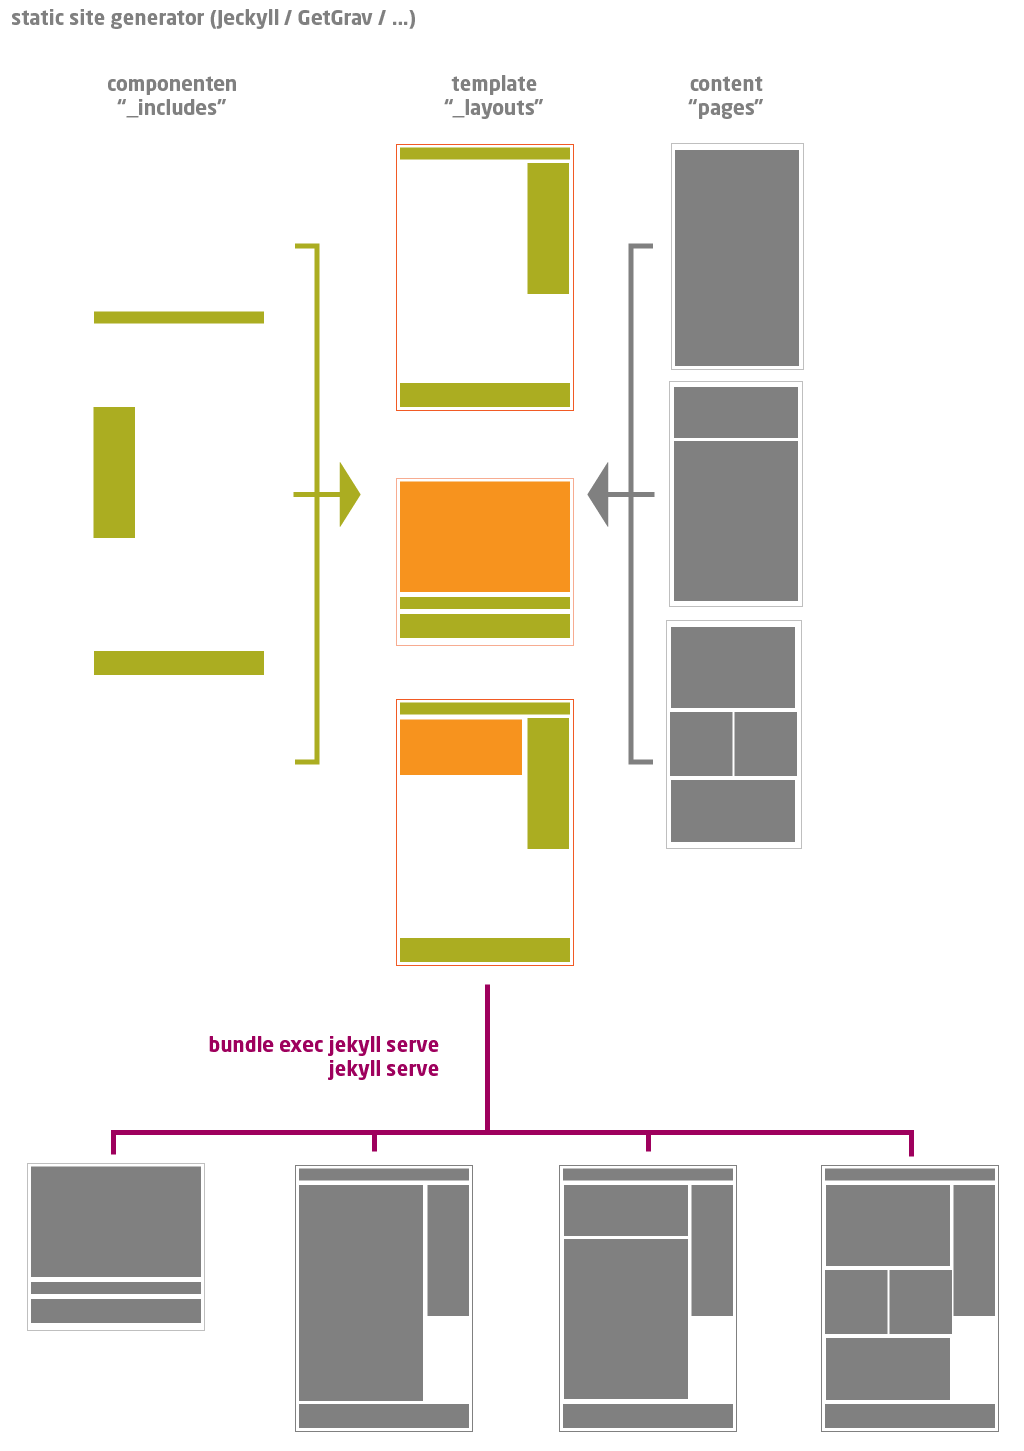 static site generator (Jeckyll / GetGrav / ...)
componenten
“_includes”
template
“_layouts”
content
“pages”
bundle exec jekyll serve
jekyll serve